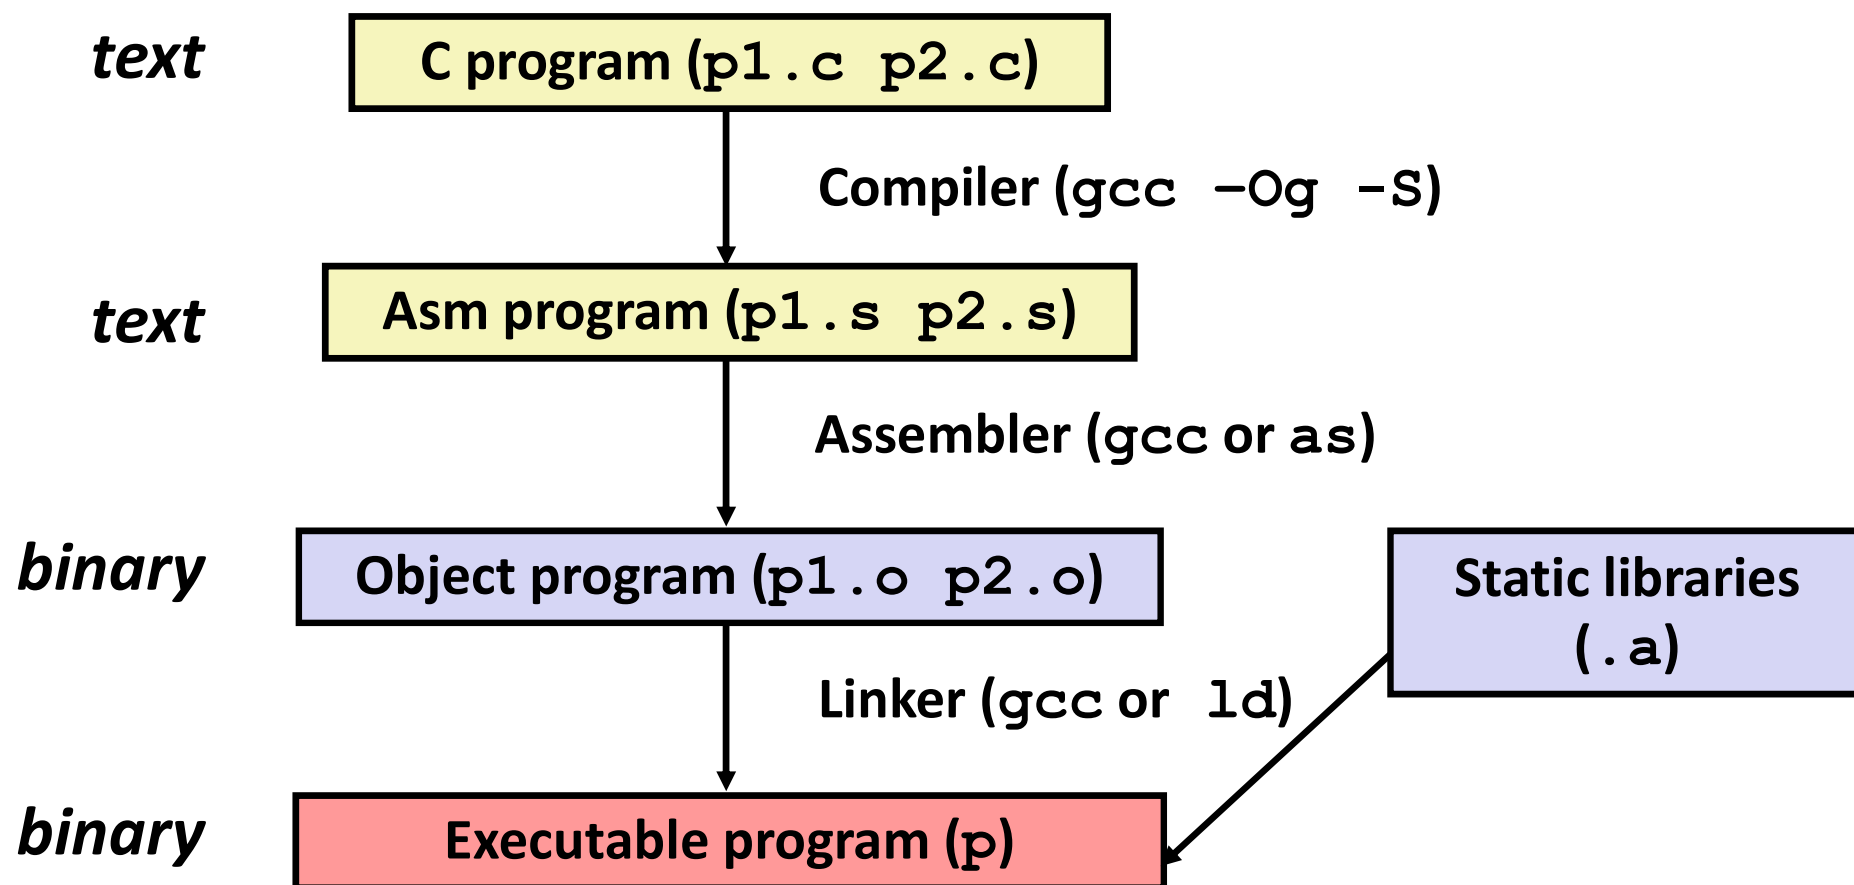 text
C program (p1.c p2.c)
Compiler (gcc –Og -S)
text
Asm program (p1.s p2.s)
Assembler (gcc or as)
binary
Object program (p1.o p2.o)
Static libraries
(.a)
Linker (gcc or ld)
binary
Executable program (p)